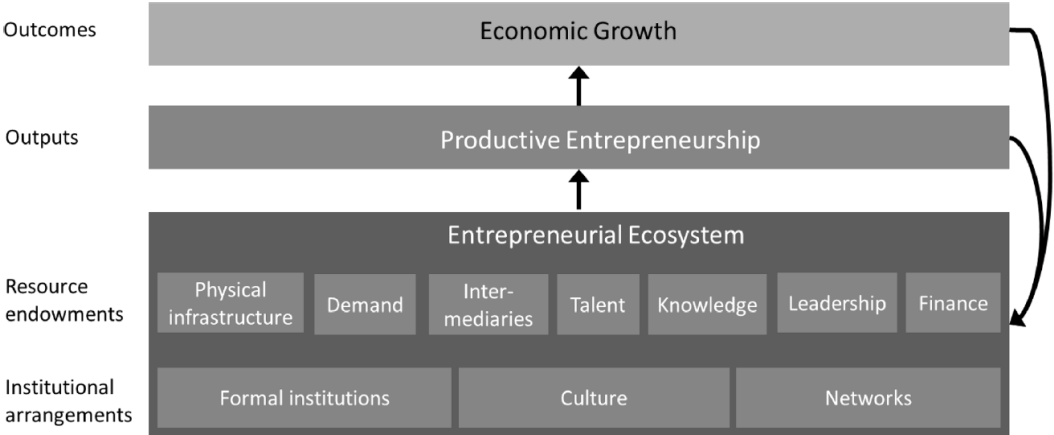 Outcomes
Economic Growth
Outputs
Productive Entrepreneurship
Entrepreneurial Ecosystem
Resource
endowments
Physical
infrastructure
Demand
Inter-
mediaries
Talent
Knowledge
Leadership
Finance
Institutional
arrangements
Formal institutions
Culture
Networks